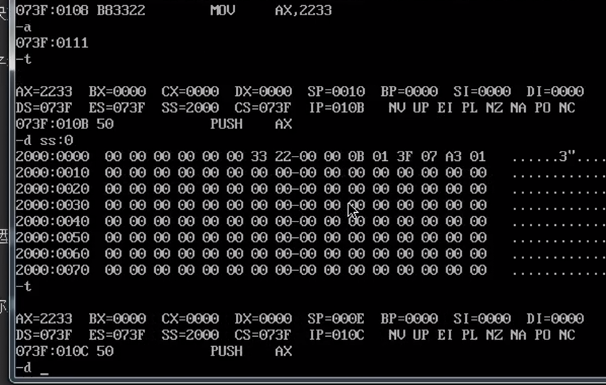 073F:0108 B83322 MOV AX,2233
-a
073F:0111
-t
AX=2233 BX=0000 CX=0000 DX=0000 SP=0010 BP=0000 SI=0000 DI=0000
DS=073F ES=073F SS=2000 CS=073F IP=010B NV UP EI PL NZ NA PO NC
073F:010B 50 PUSH AX
-d ss:0
2000:0000 00 00 00 00 00 00 33 22-00 00 0B 01 3F 07 A3 01 ......3"....
2000:0010 00 00 00 00 00 00 00 00-00 00 00 00 00 00 00 00 ............
2000:0020 00 00 00 00 00 00 00 00-00 00 00 00 00 00 00 00 ............
2000:0030 00 00 00 00 00 00 00 00-00 00 00 00 00 00 00 00 ............
2000:0040 00 00 00 00 00 00 00 00-00 00 00 00 00 00 00 00 ............
2000:0050 00 00 00 00 00 00 00 00-00 00 00 00 00 00 00 00 ............
2000:0060 00 00 00 00 00 00 00 00-00 00 00 00 00 00 00 00 ............
2000:0070 00 00 00 00 00 00 00 00-00 00 00 00 00 00 00 00 ............
-t
AX=2233 BX=0000 CX=0000 DX=0000 SP=000E BP=0000 SI=0000 DI=0000
DS=073F ES=073F SS=2000 CS=073F IP=010C NV UP EI PL NZ NA PO NC
073F:010C 50 PUSH AX
-d _